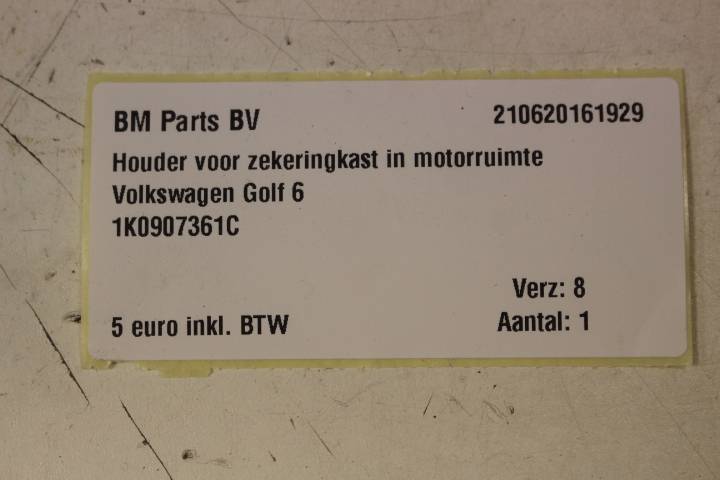 BM Parts BV 210620161929
Houder voor zekeringkast in motorruimte
Volkswagen Golf 6
1K0907361C
Verz: 8
5 euro inkl. BTW Aantal: 1